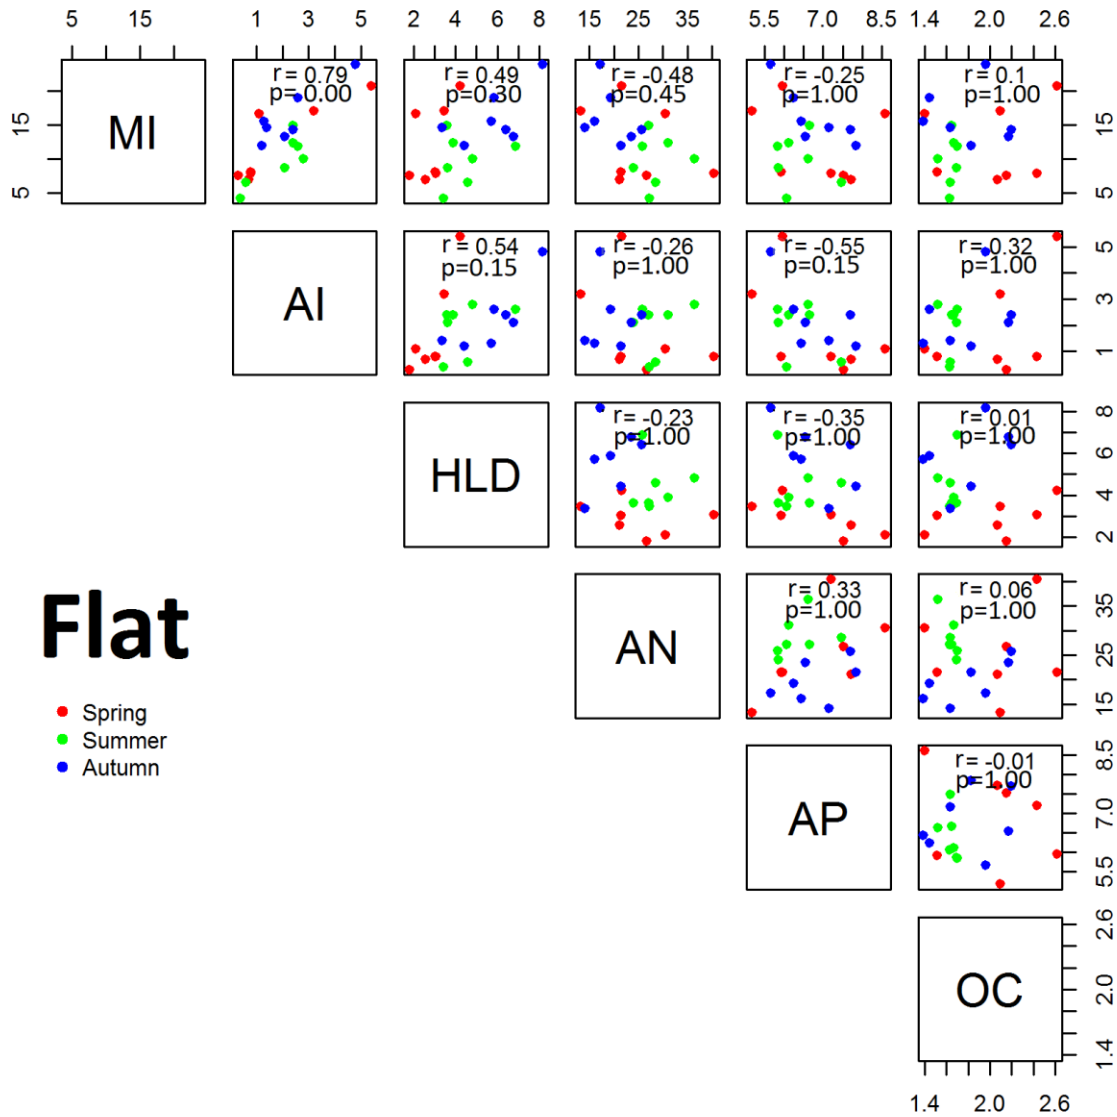 5 15 1 3 5 2 4 6 8 15 25 35 5.5 7.0 8.5 1.4 2.0 2.6
MI
5 15
r = 0.79
p= 0.00
r = 0.49
p=0.30
r = -0.48
p=0.45
r = -0.25
p=1.00
r = 0.1
p=1.00
5 15
AI
r = 0.54
p=0.15
r = -0.26
p=1.00
r = -0.55
p=0.15
r = 0.32
p=1.00
1 3 5
HLD
r= -0.23
p=1.00
r= -0.35
p=1.00
r= 0.01
p=1.00
2 4 6 8
Flat
Spring
Summer
Autumn
AN
r= 0.33
p=1.00
r= 0.06
p=1.00
15 25 35
AP
r= -0.01
p=1.00
5.5 7.0 8.5
OC
1.4 2.0 2.6
1.4 2.0 2.6